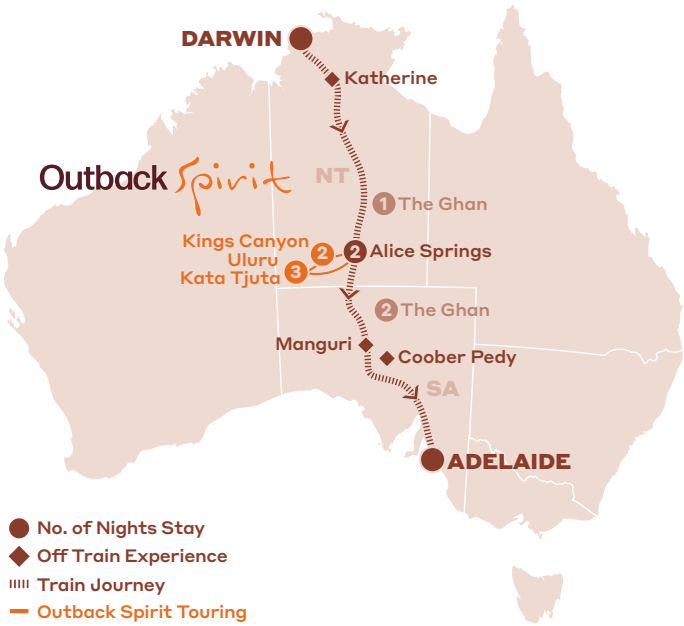 DARWIN
Katherine
Outback Spirit
NT
1 The Ghan
Kings Canyon 2
2 Alice Springs
Uluru
Kata Tjuta 3
2 The Ghan
Manguri
Coober Pedy
SA
ADELAIDE
No. of Nights Stay
Off Train Experience
Train Journey
Outback Spirit Touring